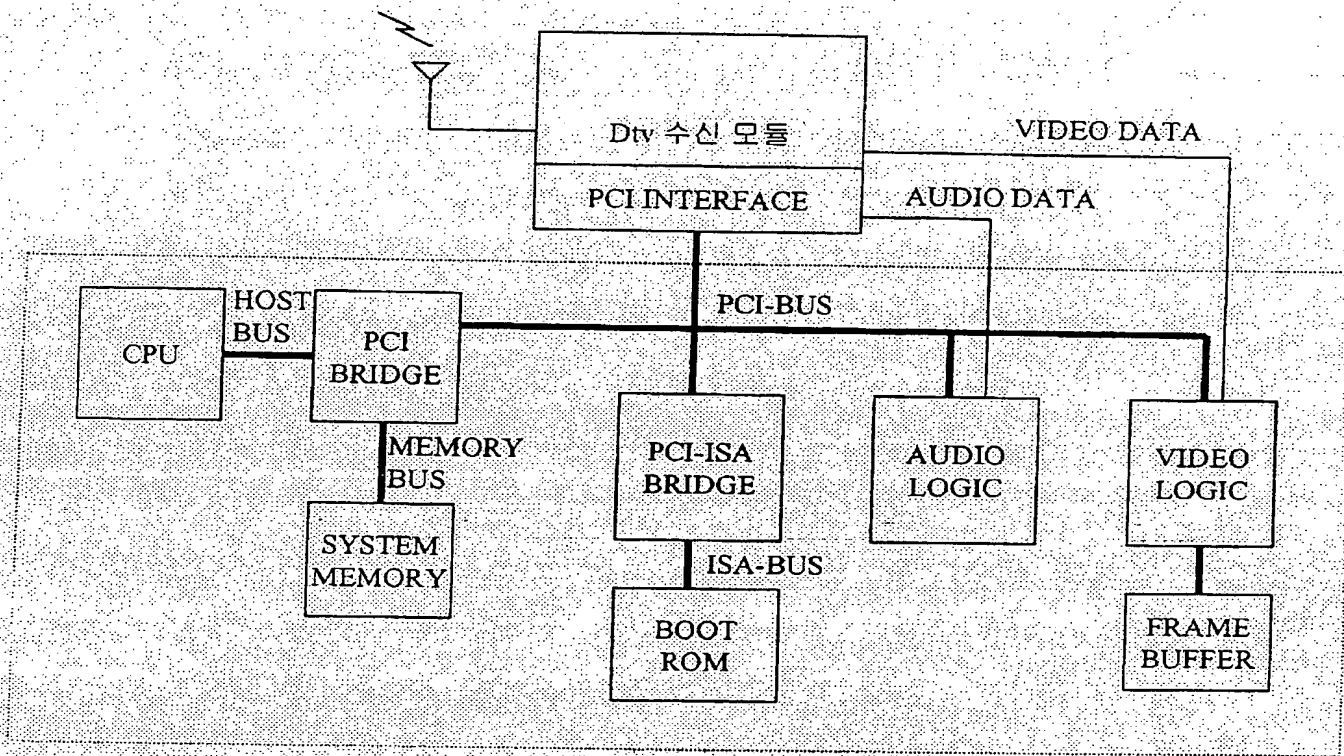 Dtv 수신 모듈
VIDEO DATA
PCI INTERFACE
AUDIO DATA
HOST
BUS
PCI-BUS
CPU
PCI
BRIDGE
MEMORY
BUS
PCI-ISA
BRIDGE
AUDIO
LOGIC
VIDEO
LOGIC
SYSTEM
MEMORY
ISA-BUS
BOOT
ROM
FRAME
BUFFER